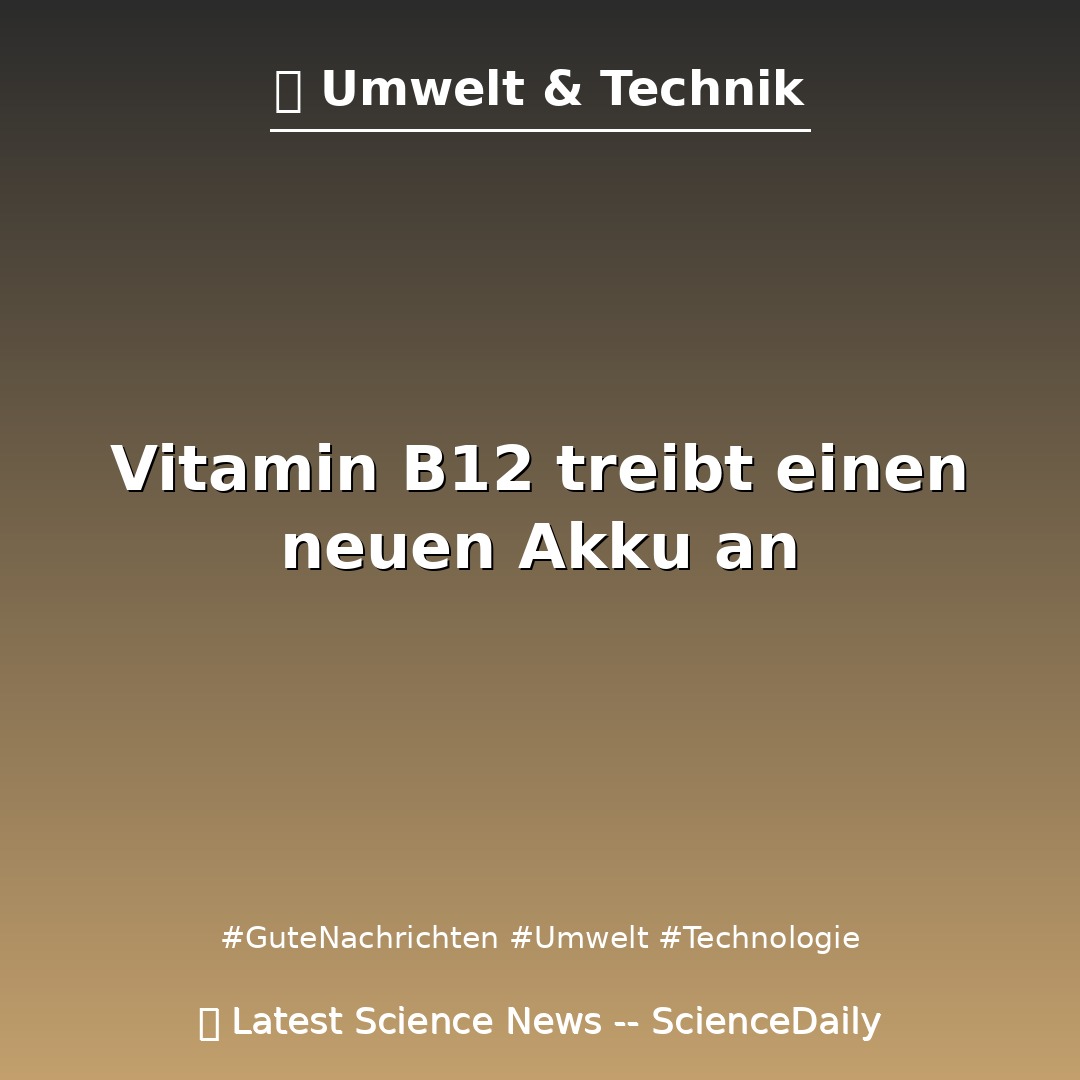 Umwelt & Technik
Vitamin B12 treibt einen
neuen Akku an
#GuteNachrichten #Umwelt #Technologie
Latest Science News -- ScienceDaily